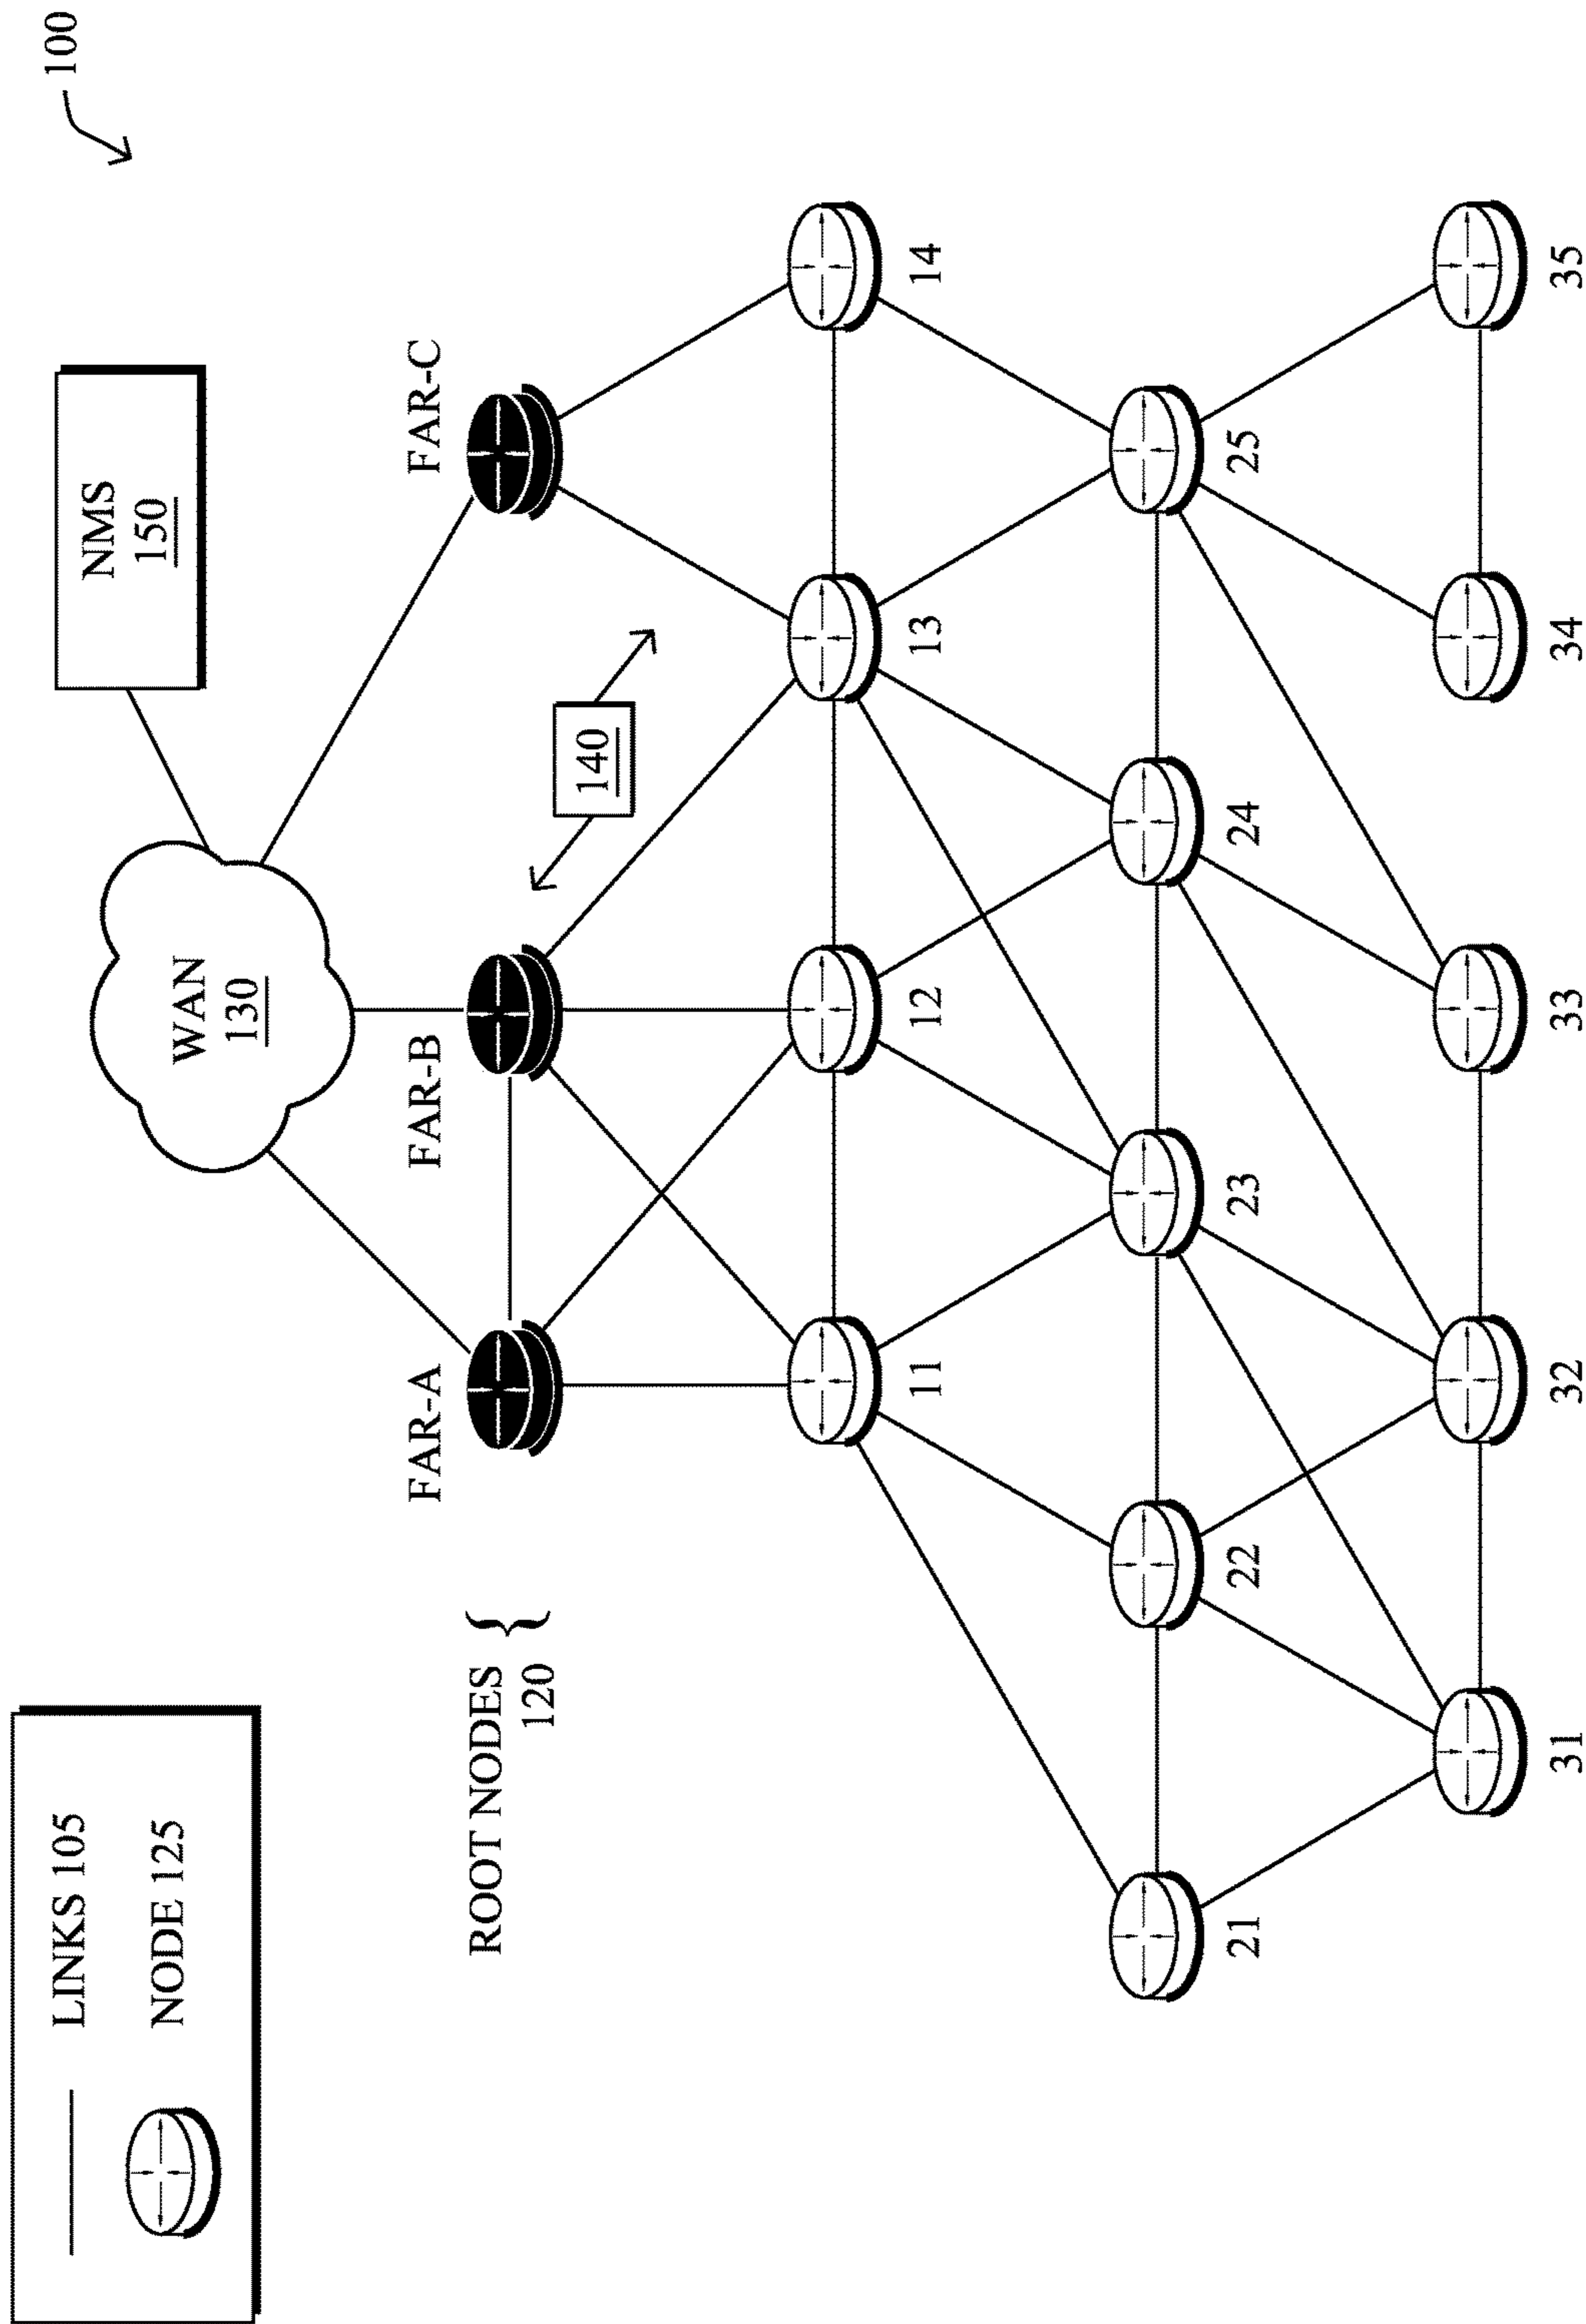 100
LINKS 105
NODE 125
NMS
150
WAN
130
FAR-A
FAR-B
FAR-C
ROOT NODES {
120
140
11
12
13
14
21
22
23
24
25
31
32
33
34
35